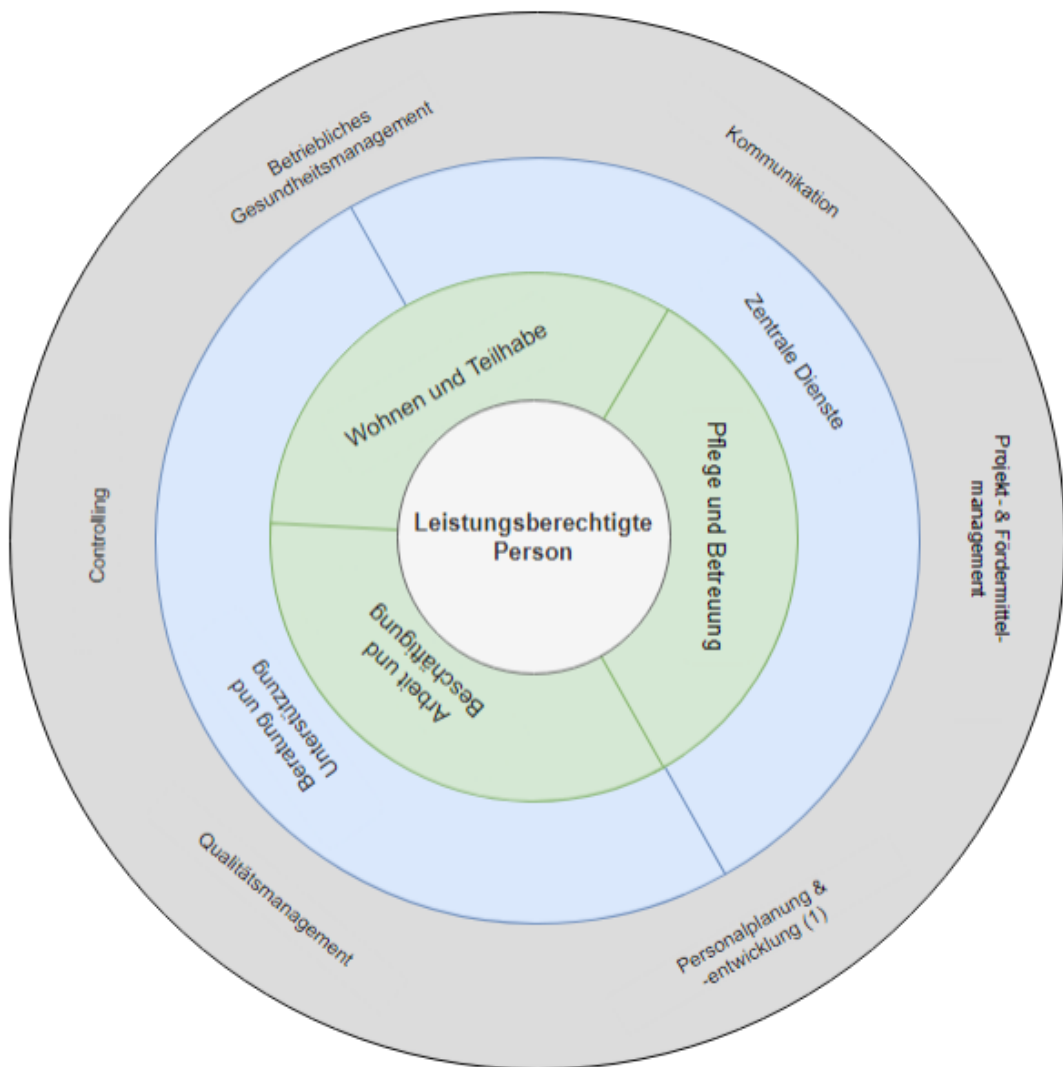 Betriebliches
Gesundheitsmanagement
Kommunikation
Zentrale Dienste
Wohnen und Teilhabe
Pflege und Betreuung
Projekt- & Fördermittel-
management
Controlling
Leistungsberechtigte
Person
Arbeit und
Beschäftigung
Beratung und
Unterstützung
Qualitätsmanagement
Personalplanung &
-entwicklung (1)